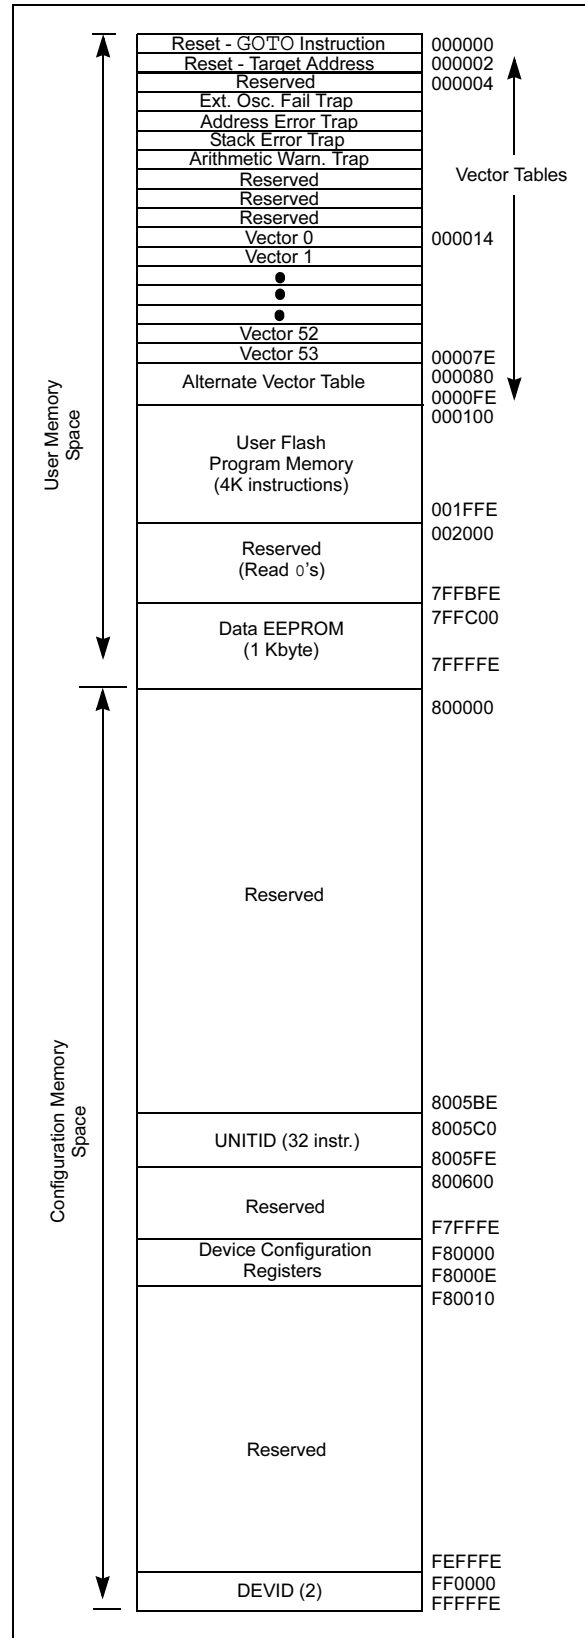 Reset - GOTO Instruction 000000
Reset - Target Address 000002
Reserved 000004
Ext. Osc. Fail Trap
Address Error Trap
Stack Error Trap
Arithmetic Warn. Trap
Vector Tables
Reserved
Reserved
Reserved
Vector 0 000014
Vector 1
Vector 52
Vector 53 00007E
Alternate Vector Table 000080
0000FE
000100
User Memory
Space
User Flash
Program Memory
(4K instructions)
001FFE
002000
Reserved
(Read 0's)
7FFBFE
7FFC00
Data EEPROM
(1 Kbyte)
7FFFFE
800000
Reserved
Configuration Memory
Space
8005BE
8005C0
UNITID (32 instr.)
8005FE
800600
Reserved
F7FFFE
Device Configuration
Registers
F80000
F8000E
F80010
Reserved
FEFFFE
FF0000
DEVID (2)
FFFFFE